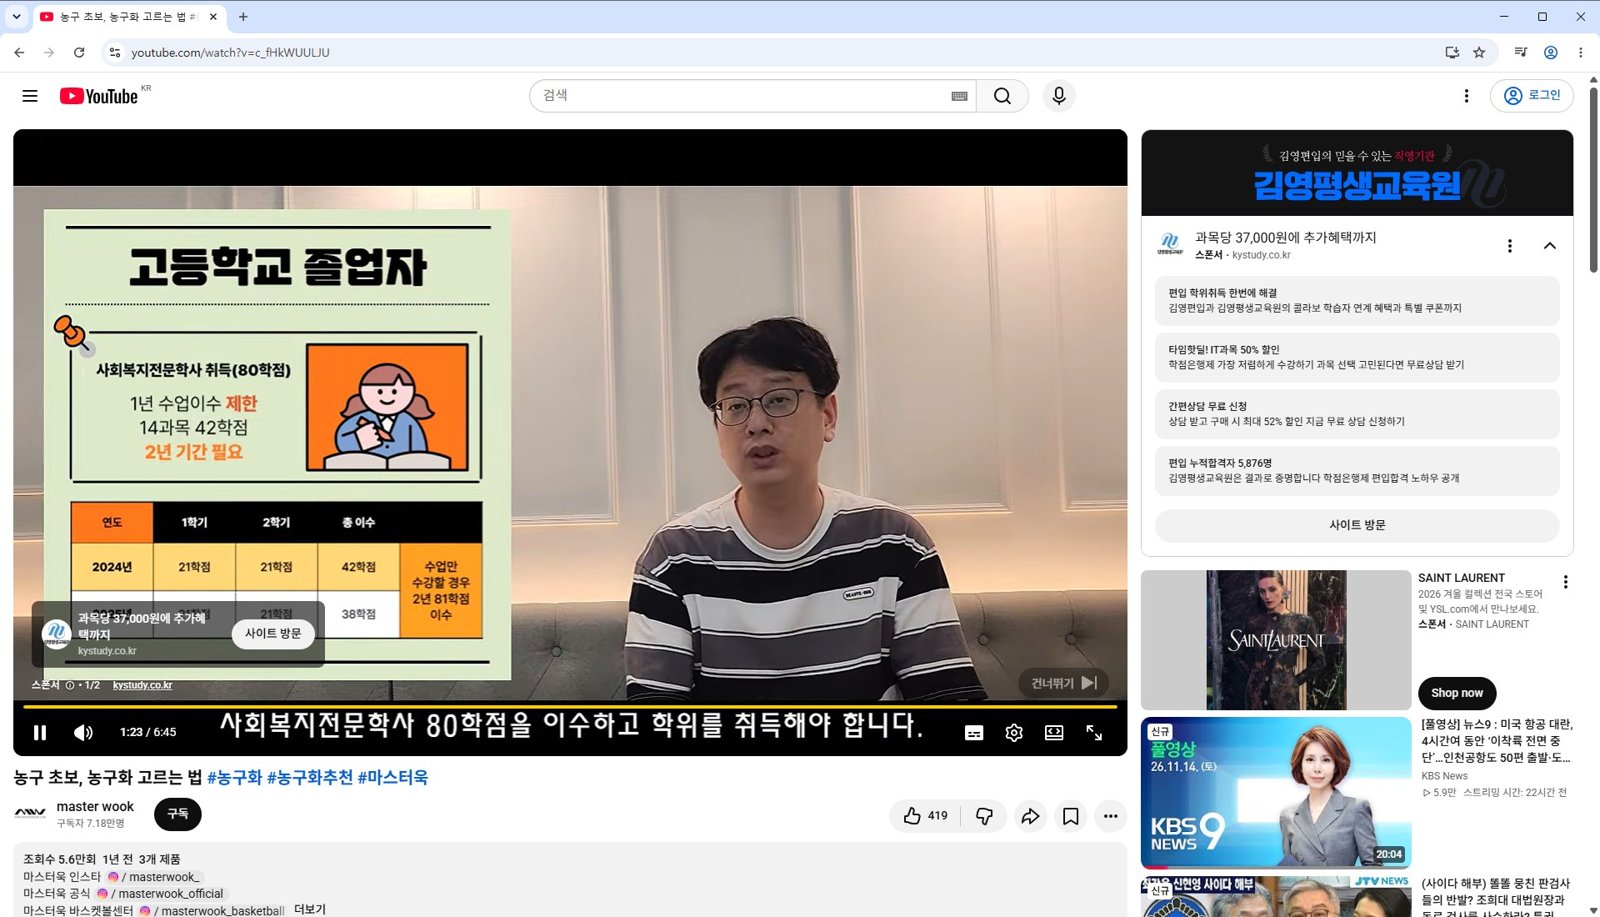 농구 초보, 농구화 고르는 법 #
youtube.com/watch?v=c_fHkWUULJU
YouTube KR
검색
로그인
고등학교 졸업자
사회복지전문학사 취득(80학점)
1년 수업이수 제한
14과목 42학점
2년 기간 필요
연도 1학기 2학기 총 이수
2024년 21학점 21학점 42학점
수업만
수강할 경우
2년 81학점
이수
21학점 38학점
과목당 37,000원에 추가혜
택까지
kystudy.co.kr
사이트 방문
스폰서 · 1/2 kystudy.co.kr
건너뛰기
1:23 / 6:45
사회복지전문학사 80학점을 이수하고 학위를 취득해야 합니다.
농구 초보, 농구화 고르는 법 #농구화 #농구화추천 #마스터욱
master wook
구독자 7.18만명
구독
419
조회수 5.6만회 1년 전 3개 제품
마스터욱 인스타 / masterwook_
마스터욱 공식 / masterwook_official
마스터욱 바스켓볼센터 / masterwook_basketball 더보기
김영편입의 믿을 수 있는 직영기관
김영평생교육원
과목당 37,000원에 추가혜택까지
스폰서 · kystudy.co.kr
편입 학위취득 한번에 해결
김영편입과 김영평생교육원의 콜라보 학습자 연계 혜택과 특별 쿠폰까지
타임핫딜! IT과목 50% 할인
학점은행제 가장 저렴하게 수강하기 과목 선택 고민된다면 무료상담 받기
간편상담 무료 신청
상담 받고 구매 시 최대 52% 할인 지금 무료 상담 신청하기
편입 누적합격자 5,876명
김영평생교육원은 결과로 증명합니다 학점은행제 편입합격 노하우 공개
사이트 방문
SAINT LAURENT
SAINT LAURENT
2026 겨울 컬렉션 전국 스토어
및 YSL.com에서 만나보세요.
스폰서 · SAINT LAURENT
Shop now
신규
풀영상
26.11.14.(토)
KBS
NEWS 9
20:04
[풀영상] 뉴스9 : 미국 항공 대란,
4시간여 동안 ‘이착륙 전면 중
단’…인천공항도 50편 출발·도...
KBS News
5.9만 스트리밍 시간: 22시간 전
신규
신현영 사이다 해부
JTV NEWS
(사이다 해부) 똘똘 뭉친 판검사
들의 반발? 조희대 대법원장과